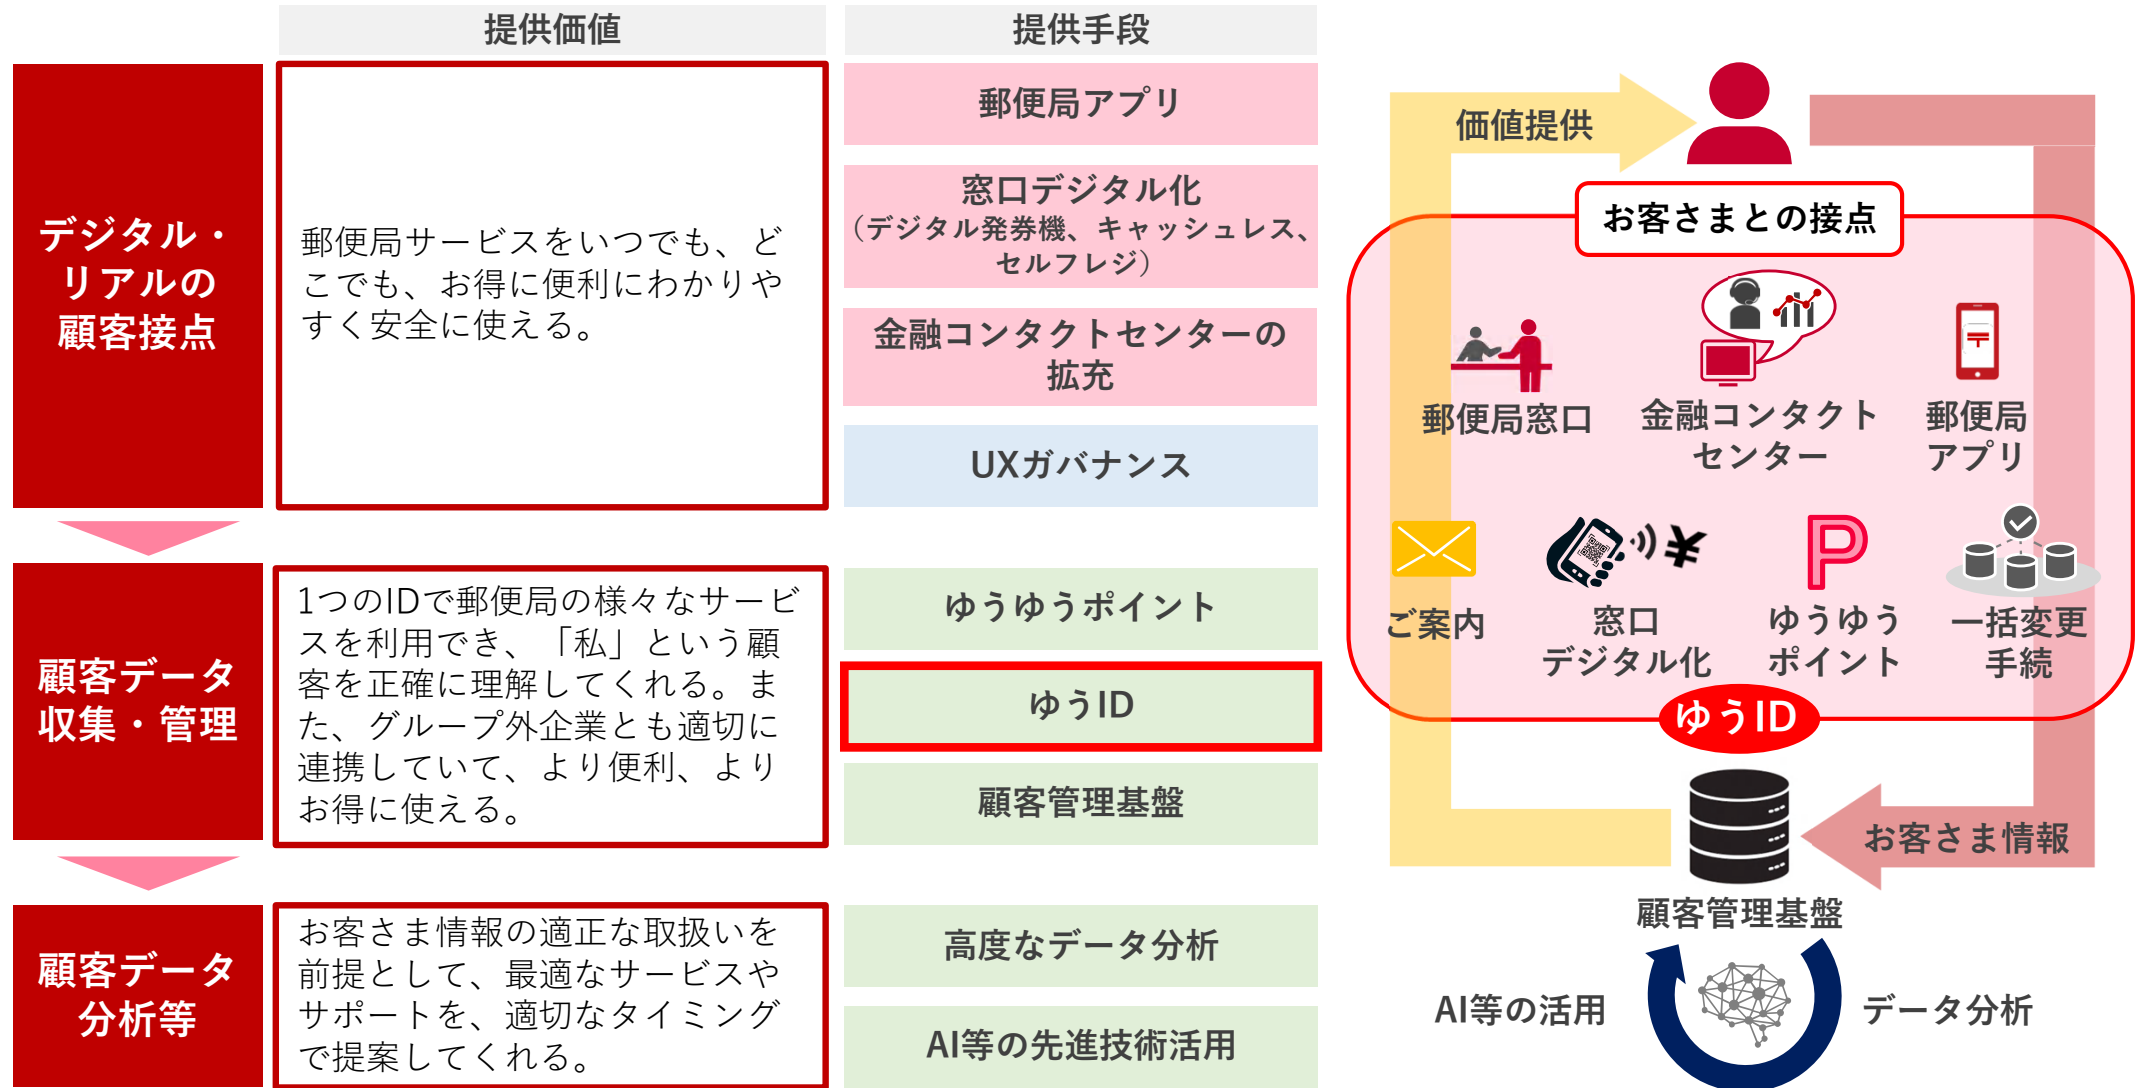 提供価値
提供手段
デジタル・
リアルの
顧客接点
郵便局サービスをいつでも、ど
こでも、お得に便利にわかりや
すく安全に使える。
郵便局アプリ
窓口デジタル化
（デジタル発券機、キャッシュレス、
セルフレジ）
金融コンタクトセンターの
拡充
UXガバナンス
顧客データ
収集・管理
1つのIDで郵便局の様々なサービ
スを利用でき、「私」という顧
客を正確に理解してくれる。ま
た、グループ外企業とも適切に
連携していて、より便利、より
お得に使える。
ゆうゆうポイント
ゆうID
顧客管理基盤
顧客データ
分析等
お客さま情報の適正な取扱いを
前提として、最適なサービスや
サポートを、適切なタイミング
で提案してくれる。
高度なデータ分析
AI等の先進技術活用
価値提供
お客さまとの接点
郵便局窓口
金融コンタクト
センター
郵便局
アプリ
ご案内
窓口
デジタル化
ゆうゆう
ポイント
一括変更
手続
ゆうID
お客さま情報
顧客管理基盤
AI等の活用
データ分析